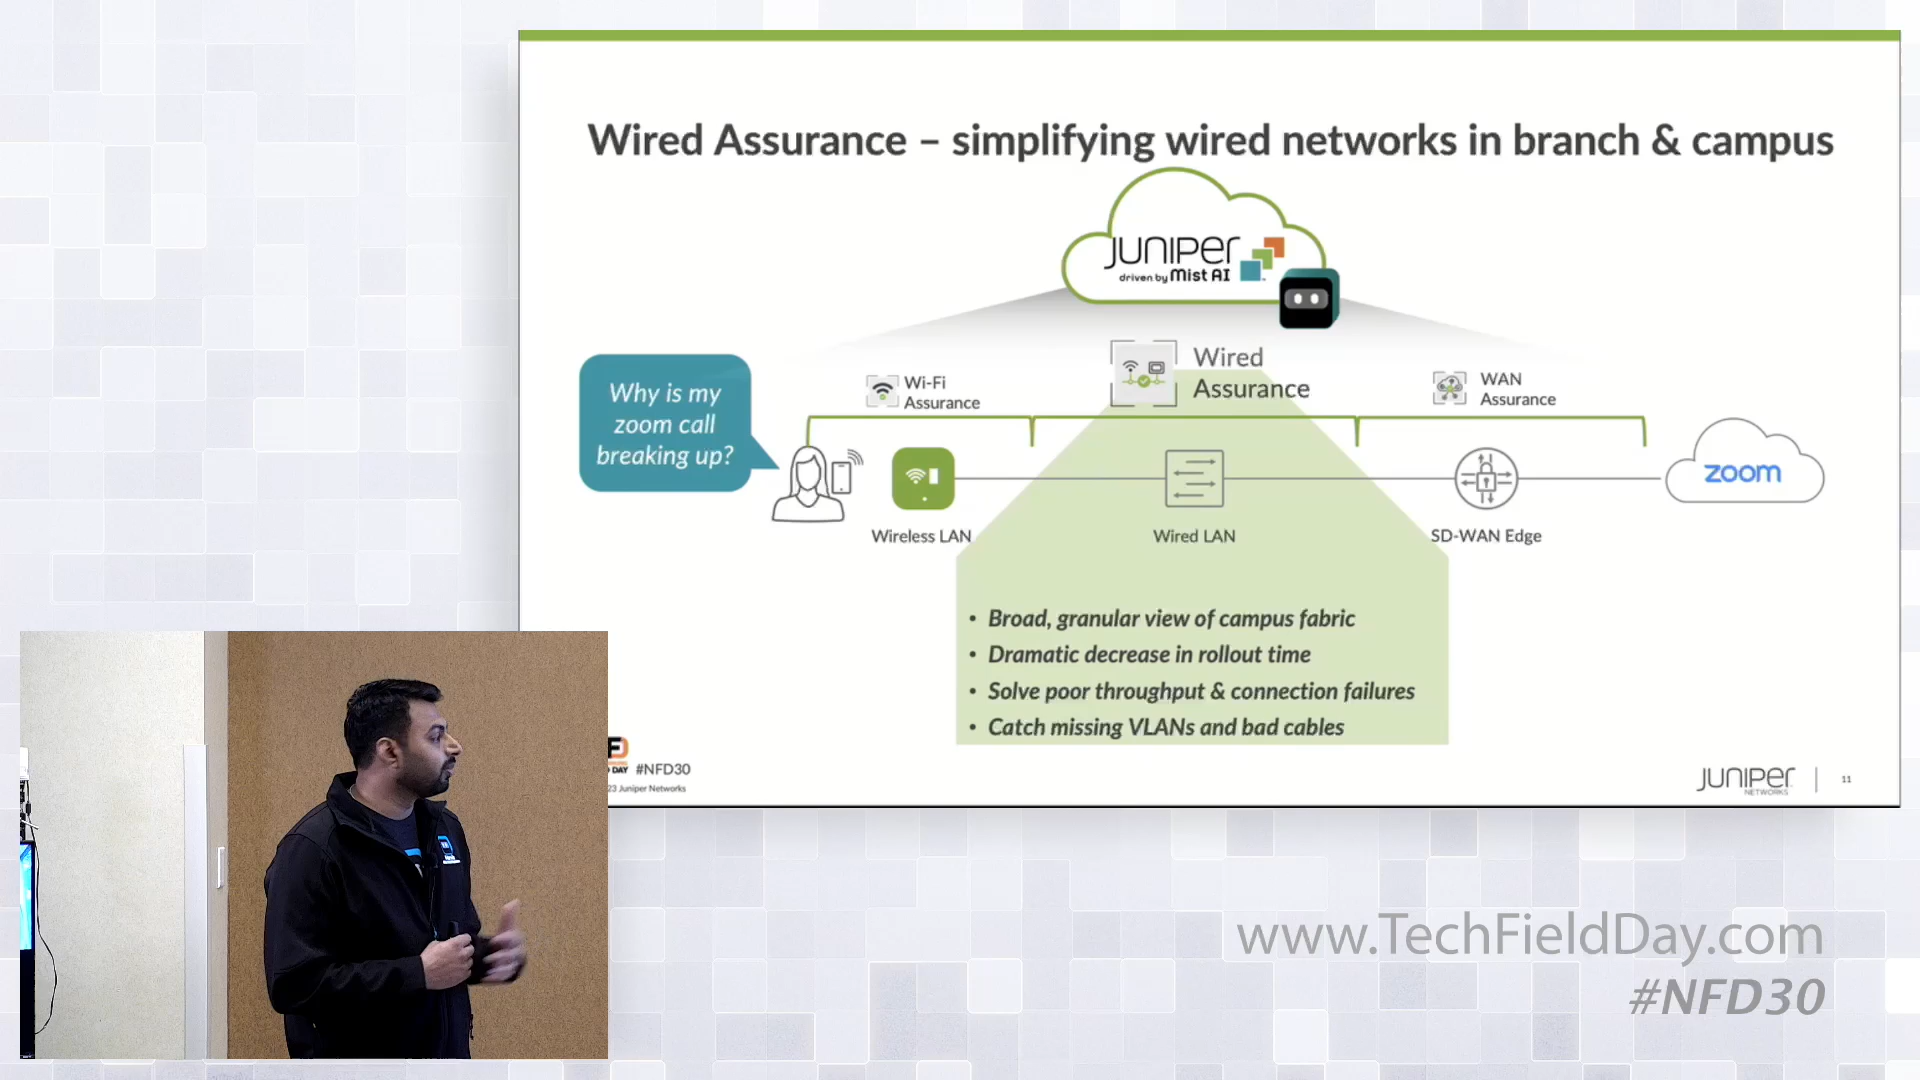 Wired Assurance – simplifying wired networks in branch & campus
JUNIPer
driven by Mist AI
Why is my
zoom call
breaking up?
Wi-Fi
Assurance
Wired
Assurance
WAN
Assurance
zoom
Wireless LAN
Wired LAN
SD-WAN Edge
• Broad, granular view of campus fabric
• Dramatic decrease in rollout time
• Solve poor throughput & connection failures
• Catch missing VLANs and bad cables
DAY #NFD30
23 Juniper Networks
JUNIPer
NETWORKS
11
www.TechFieldDay.com
#NFD30